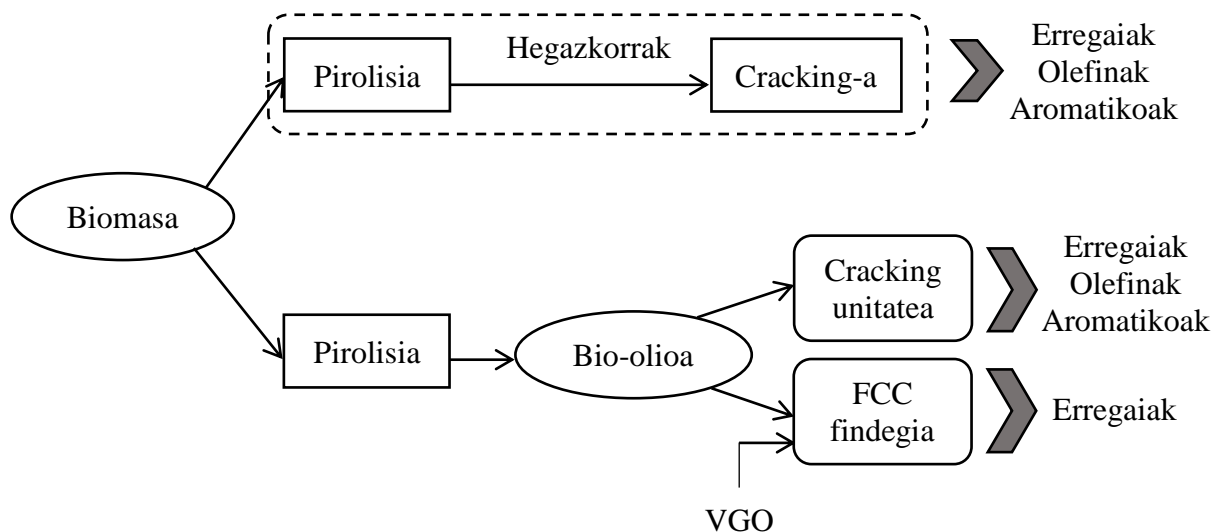 Hegazkorrak
Pirolisia
Cracking-a
Erregaiak
Olefinak
Aromatikoak
Biomasa
Pirolisia
Bio-olioa
Cracking
unitatea
Erregaiak
Olefinak
Aromatikoak
FCC
findegia
Erregaiak
VGO